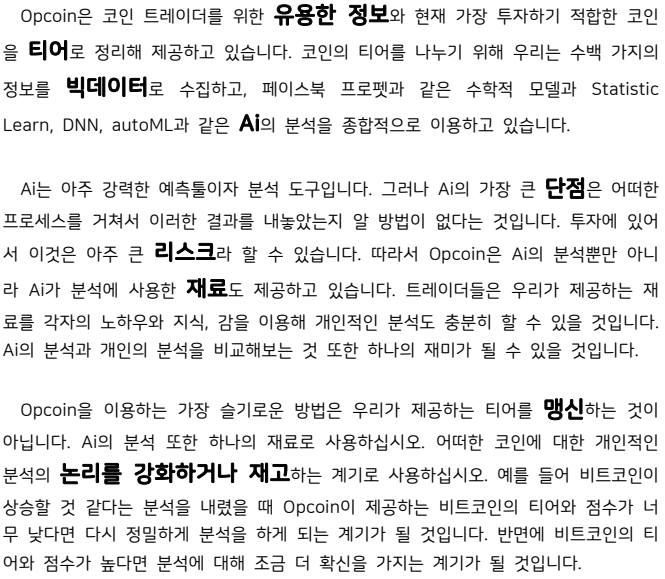 Opcoin은 코인 트레이더를 위한 유용한 정보와 현재 가장 투자하기 적합한 코인
을 티어로 정리해 제공하고 있습니다. 코인의 티어를 나누기 위해 우리는 수백 가지의
정보를 빅데이터로 수집하고, 페이스북 프로펫과 같은 수학적 모델과 Statistic
Learn, DNN, autoML과 같은 Ai의 분석을 종합적으로 이용하고 있습니다.
Ai는 아주 강력한 예측툴이자 분석 도구입니다. 그러나 Ai의 가장 큰 단점은 어떠한
프로세스를 거쳐서 이러한 결과를 내놓았는지 알 방법이 없다는 것입니다. 투자에 있어
서 이것은 아주 큰 리스크라 할 수 있습니다. 따라서 Opcoin은 Ai의 분석뿐만 아니
라 Ai가 분석에 사용한 재료도 제공하고 있습니다. 트레이더들은 우리가 제공하는 재
료를 각자의 노하우와 지식, 감을 이용해 개인적인 분석도 충분히 할 수 있을 것입니다.
Ai의 분석과 개인의 분석을 비교해보는 것 또한 하나의 재미가 될 수 있을 것입니다.
Opcoin을 이용하는 가장 슬기로운 방법은 우리가 제공하는 티어를 맹신하는 것이
아닙니다. Ai의 분석 또한 하나의 재료로 사용하십시오. 어떠한 코인에 대한 개인적인
분석의 논리를 강화하거나 재고하는 계기로 사용하십시오. 예를 들어 비트코인이
상승할 것 같다는 분석을 내렸을 때 Opcoin이 제공하는 비트코인의 티어와 점수가 너
무 낮다면 다시 정밀하게 분석을 하게 되는 계기가 될 것입니다. 반면에 비트코인의 티
어와 점수가 높다면 분석에 대해 조금 더 확신을 가지는 계기가 될 것입니다.